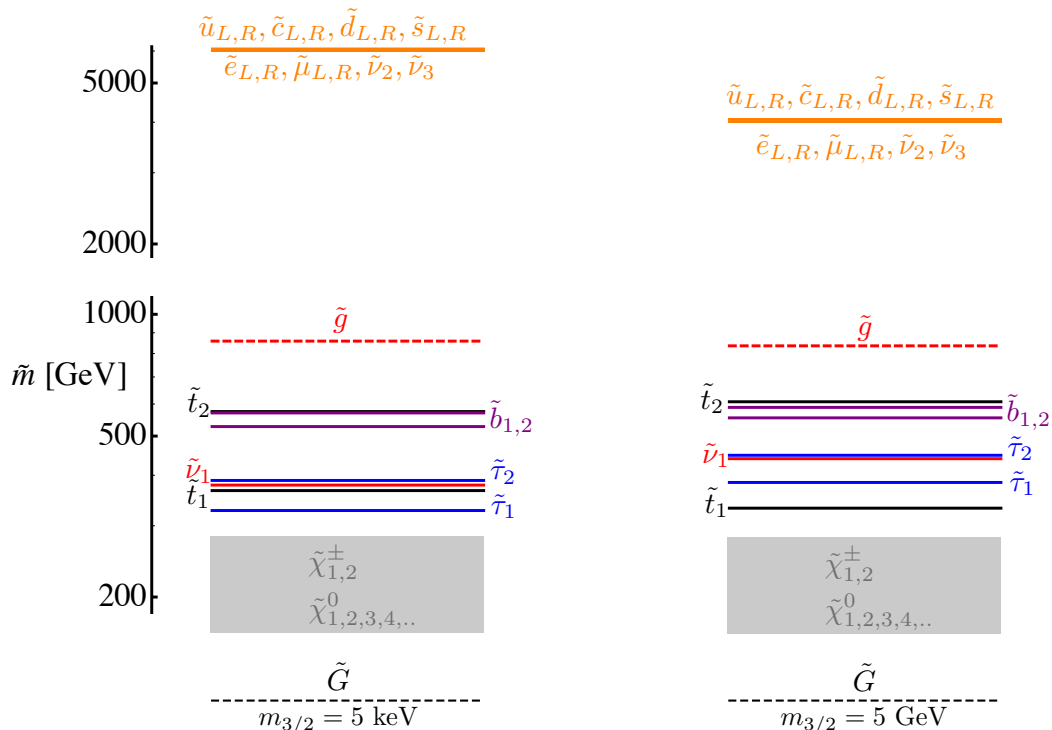 ũ_{L,R}, c̃_{L,R}, d̃_{L,R}, s̃_{L,R}
ẽ_{L,R}, μ̃_{L,R}, ν̃_2, ν̃_3
ũ_{L,R}, c̃_{L,R}, d̃_{L,R}, s̃_{L,R}
ẽ_{L,R}, μ̃_{L,R}, ν̃_2, ν̃_3
5000
2000
1000
m̃ [GeV]
500
200
g̃
t̃_2
b̃_{1,2}
ν̃_1
τ̃_2
t̃_1
τ̃_1
χ̃^±_{1,2}
χ̃^0_{1,2,3,4,..}
G̃
m_{3/2} = 5 keV
g̃
t̃_2
b̃_{1,2}
τ̃_2
ν̃_1
τ̃_1
t̃_1
χ̃^±_{1,2}
χ̃^0_{1,2,3,4,..}
G̃
m_{3/2} = 5 GeV